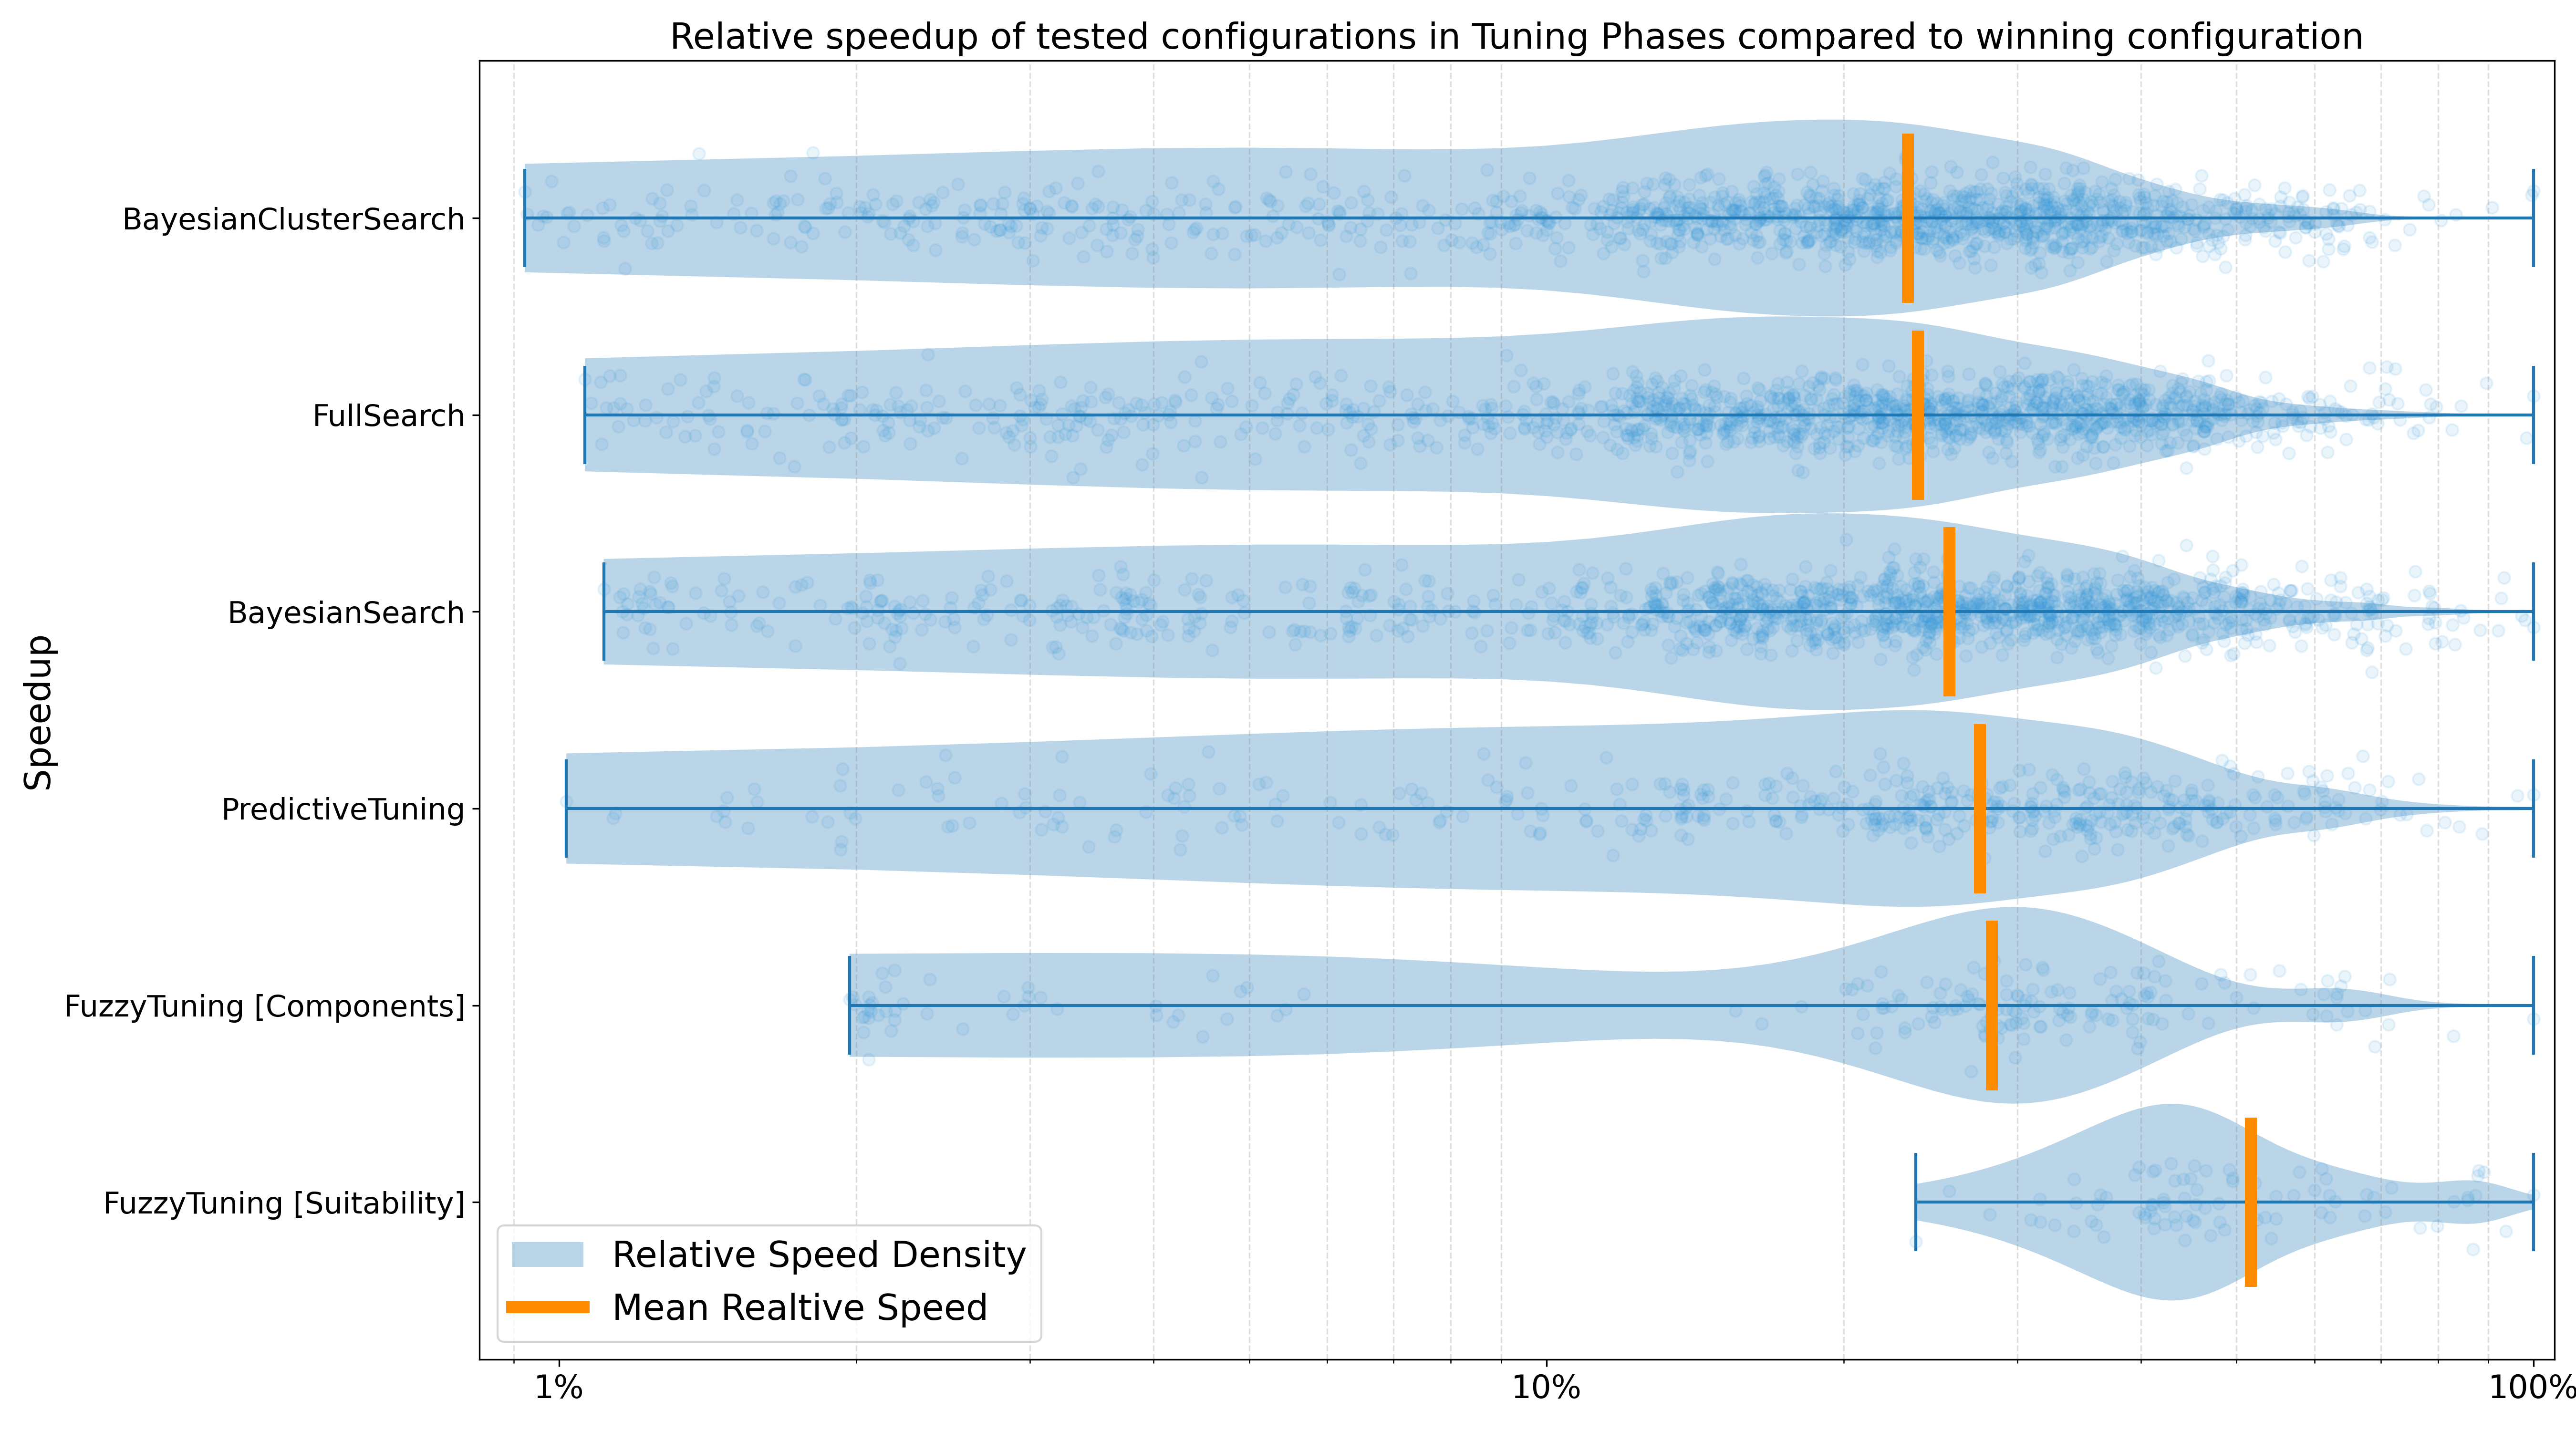 Relative speedup of tested configurations in Tuning Phases compared to winning configuration
Speedup
BayesianClusterSearch
FullSearch
BayesianSearch
PredictiveTuning
FuzzyTuning [Components]
FuzzyTuning [Suitability]
Relative Speed Density
Mean Realtive Speed
1%
10%
100%